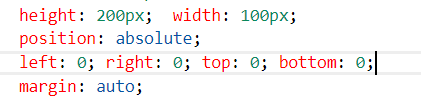 height: 200px;  width: 100px;
position: absolute;
left: 0; right: 0; top: 0; bottom: 0;
margin: auto;